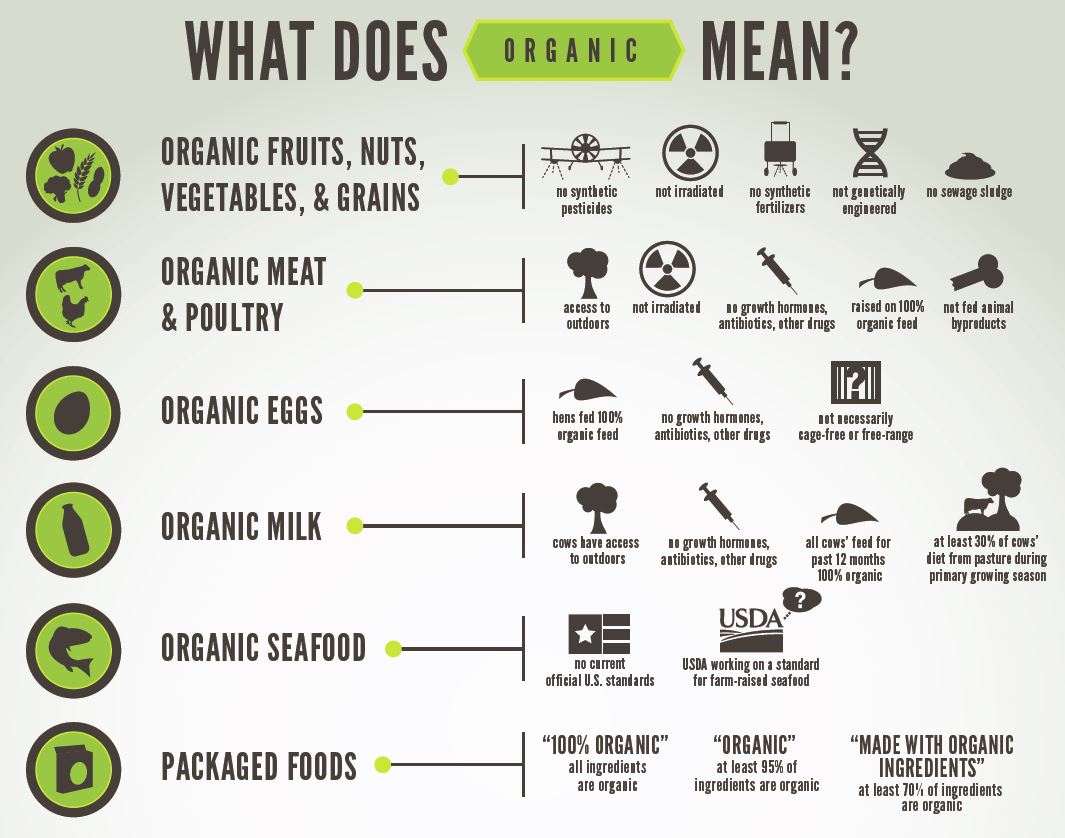 WHAT DOES ORGANIC MEAN?
ORGANIC FRUITS, NUTS,
VEGETABLES, & GRAINS
no synthetic
pesticides
not irradiated
no synthetic
fertilizers
not genetically
engineered
no sewage sludge
ORGANIC MEAT
& POULTRY
access to
outdoors
not irradiated
no growth hormones,
antibiotics, other drugs
raised on 100%
organic feed
not fed animal
byproducts
ORGANIC EGGS
hens fed 100%
organic feed
no growth hormones,
antibiotics, other drugs
?
not necessarily
cage-free or free-range
ORGANIC MILK
cows have access
to outdoors
no growth hormones,
antibiotics, other drugs
all cows' feed for
past 12 months
100% organic
at least 30% of cows'
diet from pasture during
primary growing season
ORGANIC SEAFOOD
no current
official U.S. standards
?
USDA
USDA working on a standard
for farm-raised seafood
PACKAGED FOODS
“100% ORGANIC”
all ingredients
are organic
“ORGANIC”
at least 95% of
ingredients are organic
“MADE WITH ORGANIC
INGREDIENTS”
at least 70% of ingredients
are organic